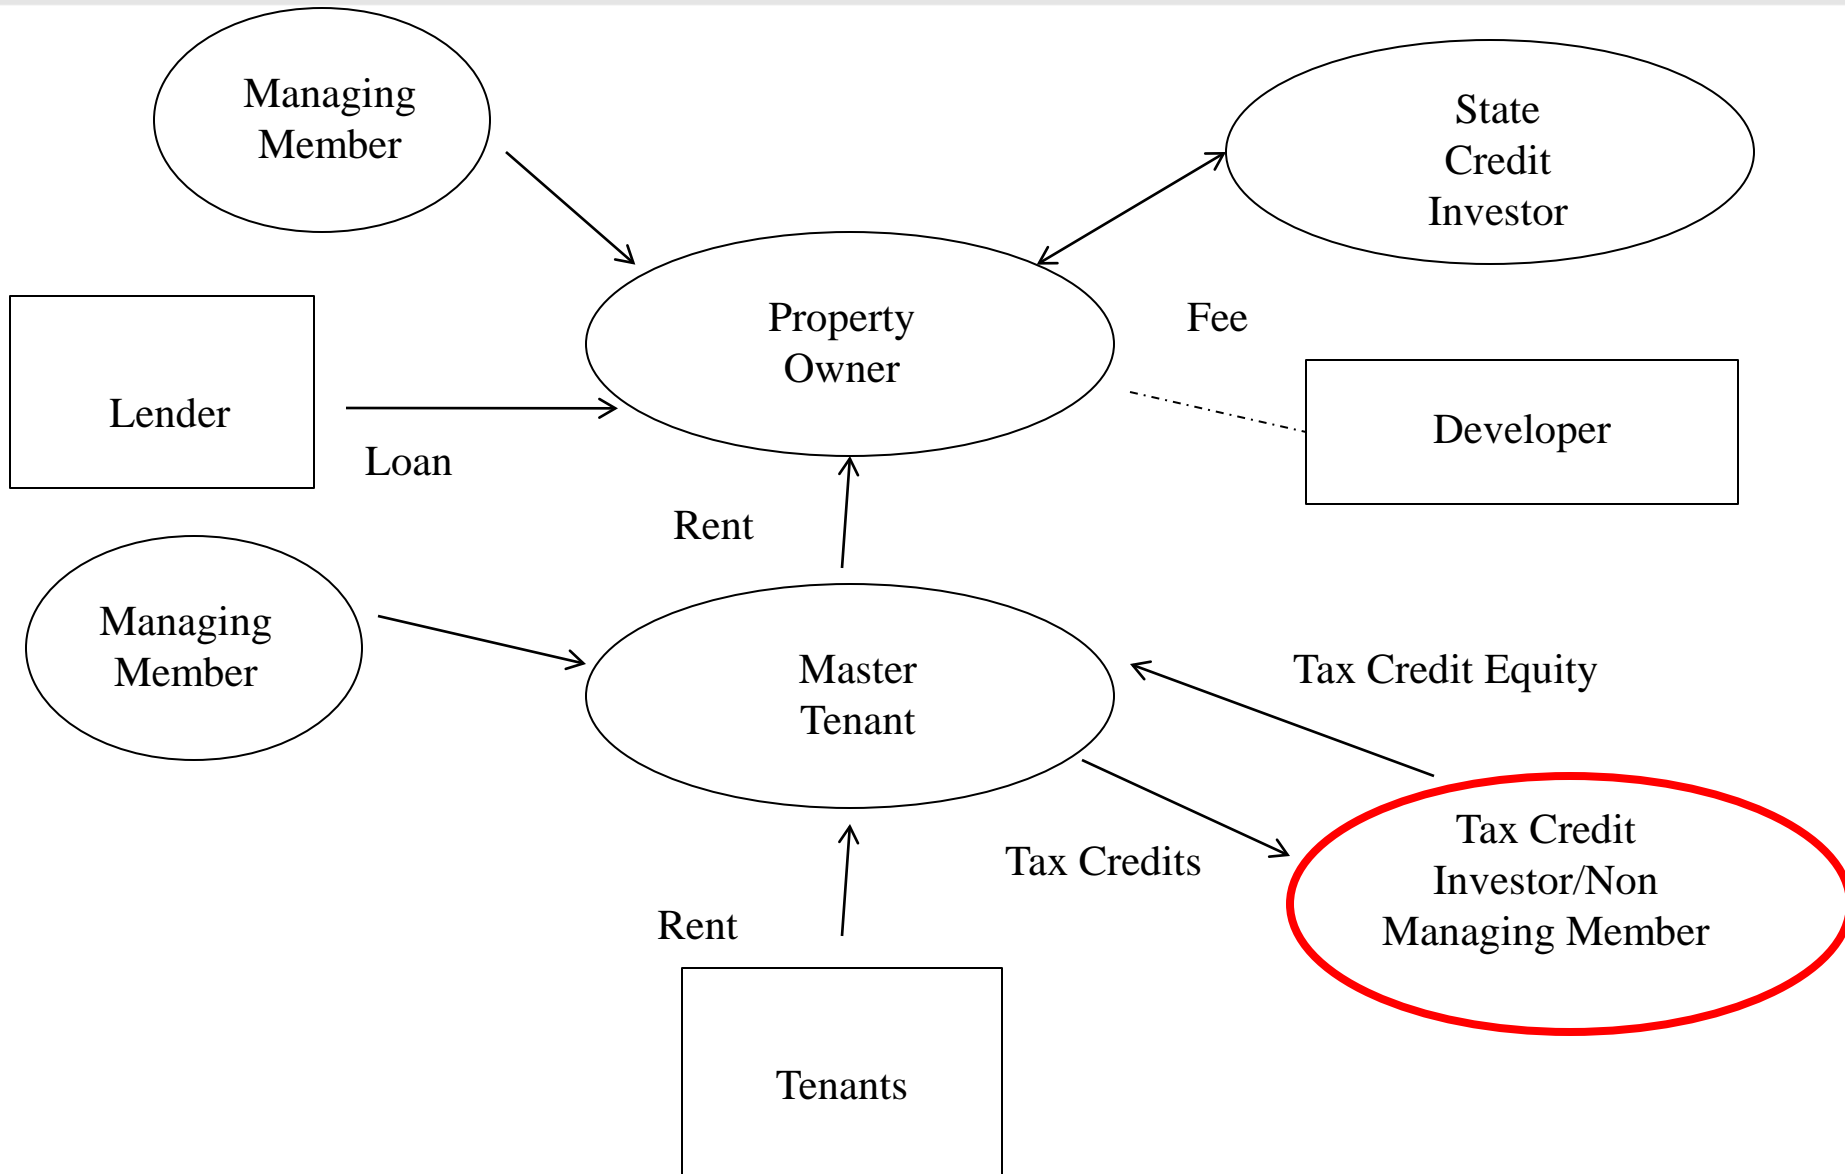 Managing
Member
State
Credit
Investor
Property
Owner
Fee
Lender
Developer
Loan
Rent
Managing
Member
Master
Tenant
Tax Credit Equity
Tax Credits
Tax Credit
Investor/Non
Managing Member
Rent
Tenants